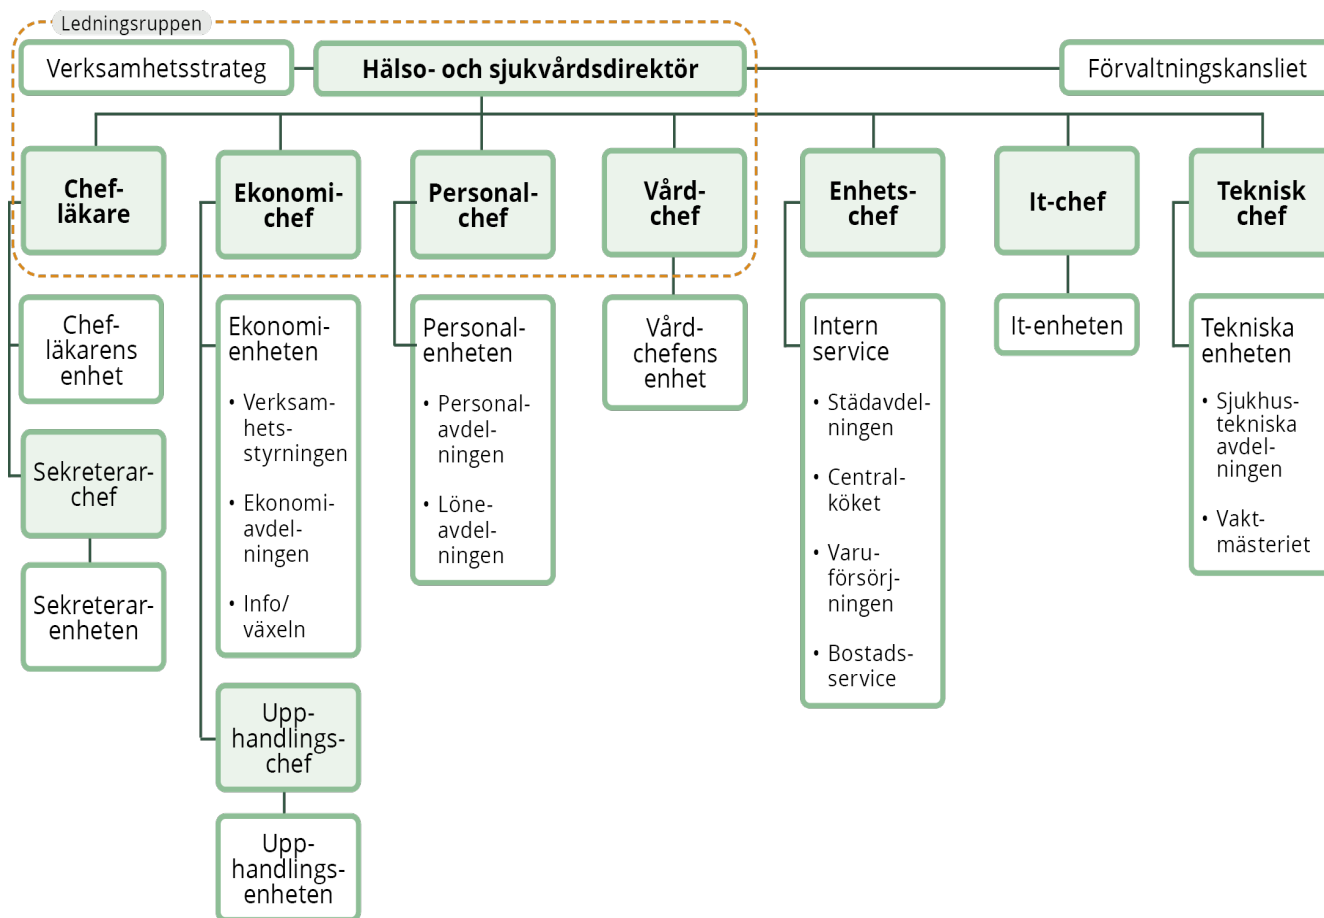 Ledningsruppen
Verksamhetsstrateg
Hälso- och sjukvårdsdirektör
Förvaltningskansliet
Chef-
läkare
Ekonomi-
chef
Personal-
chef
Vård-
chef
Enhets-
chef
It-chef
Teknisk
chef
Chef-
läkarens
enhet
Sekreterar-
chef
Sekreterar-
enheten
Ekonomi-
enheten
• Verksam-
hets-
styrningen
• Ekonomi-
avdel-
ningen
• Info/
växeln
Upp-
handlings-
chef
Upp-
handlings-
enheten
Personal-
enheten
• Personal-
avdel-
ningen
• Löne-
avdel-
ningen
Vård-
chefens
enhet
Intern
service
• Städavdel-
ningen
• Central-
köket
• Varu-
försörj-
ningen
• Bostads-
service
It-enheten
Tekniska
enheten
• Sjukhus-
tekniska
avdel-
ningen
• Vakt-
mästeriet